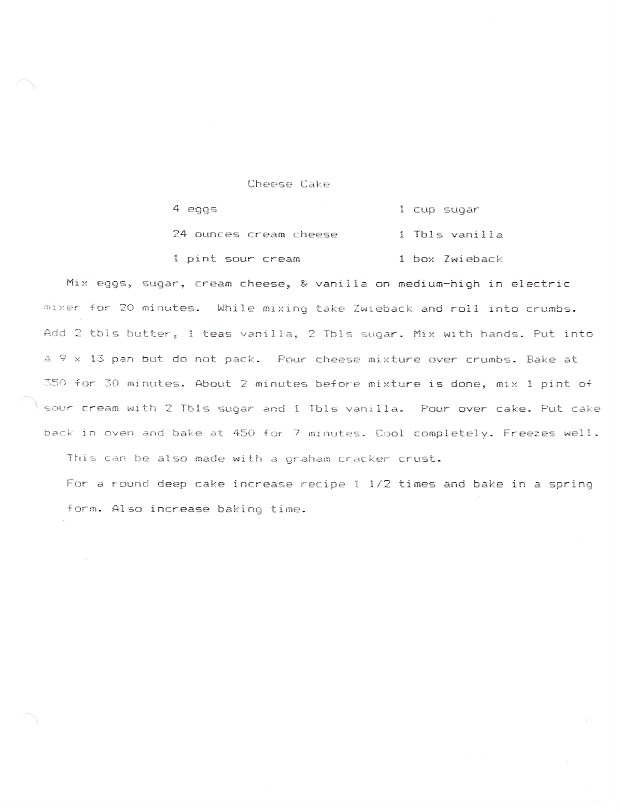 Cheese Cake
4 eggs 1 cup sugar
24 ounces cream cheese 1 Tbls vanilla
1 pint sour cream 1 box Zwieback
Mix eggs, sugar, cream cheese, & vanilla on medium-high in electric
mixer for 20 minutes. While mixing take Zwieback and roll into crumbs.
Add 2 tbls butter, 1 teas vanilla, 2 Tbls sugar. Mix with hands. Put into
a 9 x 13 pan but do not pack. Pour cheese mixture over crumbs. Bake at
350 for 30 minutes. About 2 minutes before mixture is done, mix 1 pint of
sour cream with 2 Tbls sugar and 1 Tbls vanilla. Pour over cake. Put cake
back in oven and bake at 450 for 7 minutes. Cool completely. Freezes well.
This can be also made with a graham cracker crust.
For a round deep cake increase recipe 1 1/2 times and bake in a spring
form. Also increase baking time.